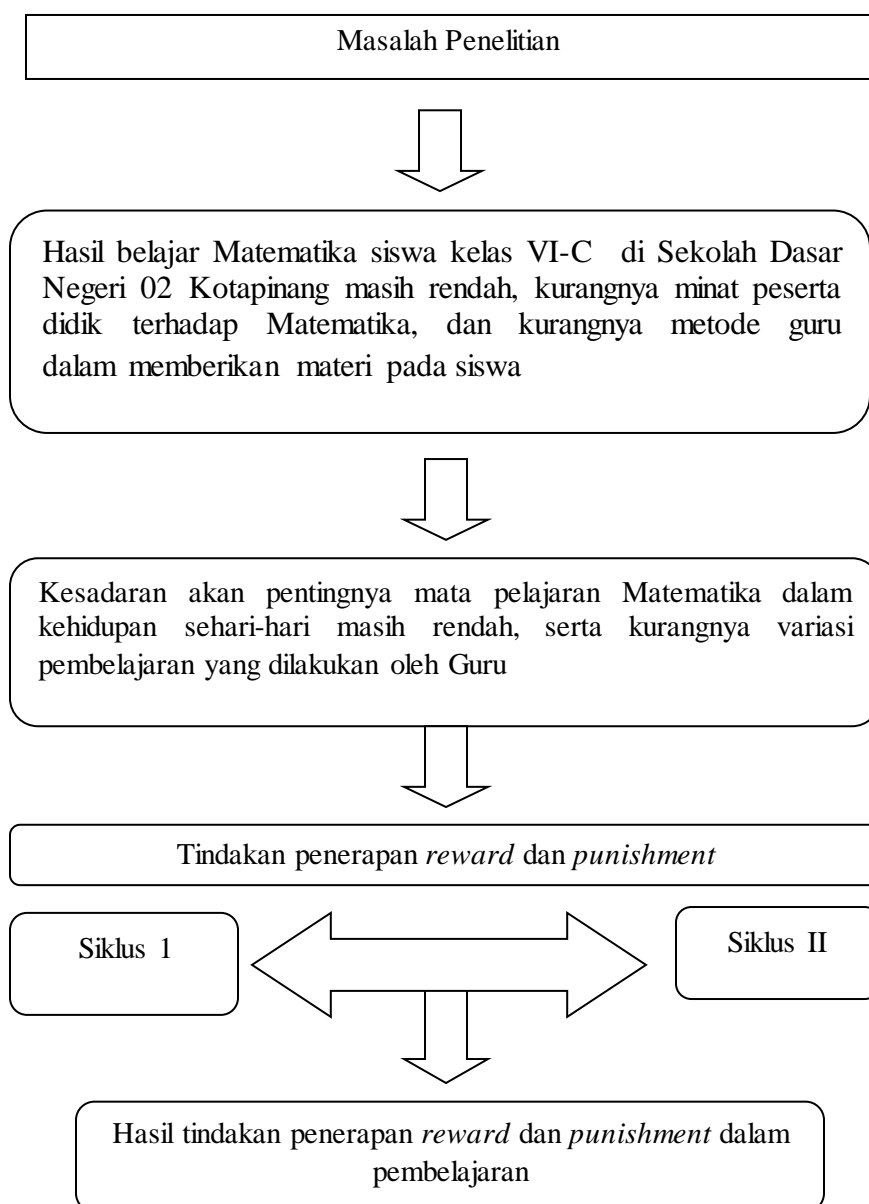 Masalah Penelitian
Hasil belajar Matematika siswa kelas VI-C di Sekolah Dasar
Negeri 02 Kotapinang masih rendah, kurangnya minat peserta
didik terhadap Matematika, dan kurangnya metode guru
dalam memberikan materi pada siswa
Kesadaran akan pentingnya mata pelajaran Matematika dalam
kehidupan sehari-hari masih rendah, serta kurangnya variasi
pembelajaran yang dilakukan oleh Guru
Tindakan penerapan reward dan punishment
Siklus 1
Siklus II
Hasil tindakan penerapan reward dan punishment dalam
pembelajaran